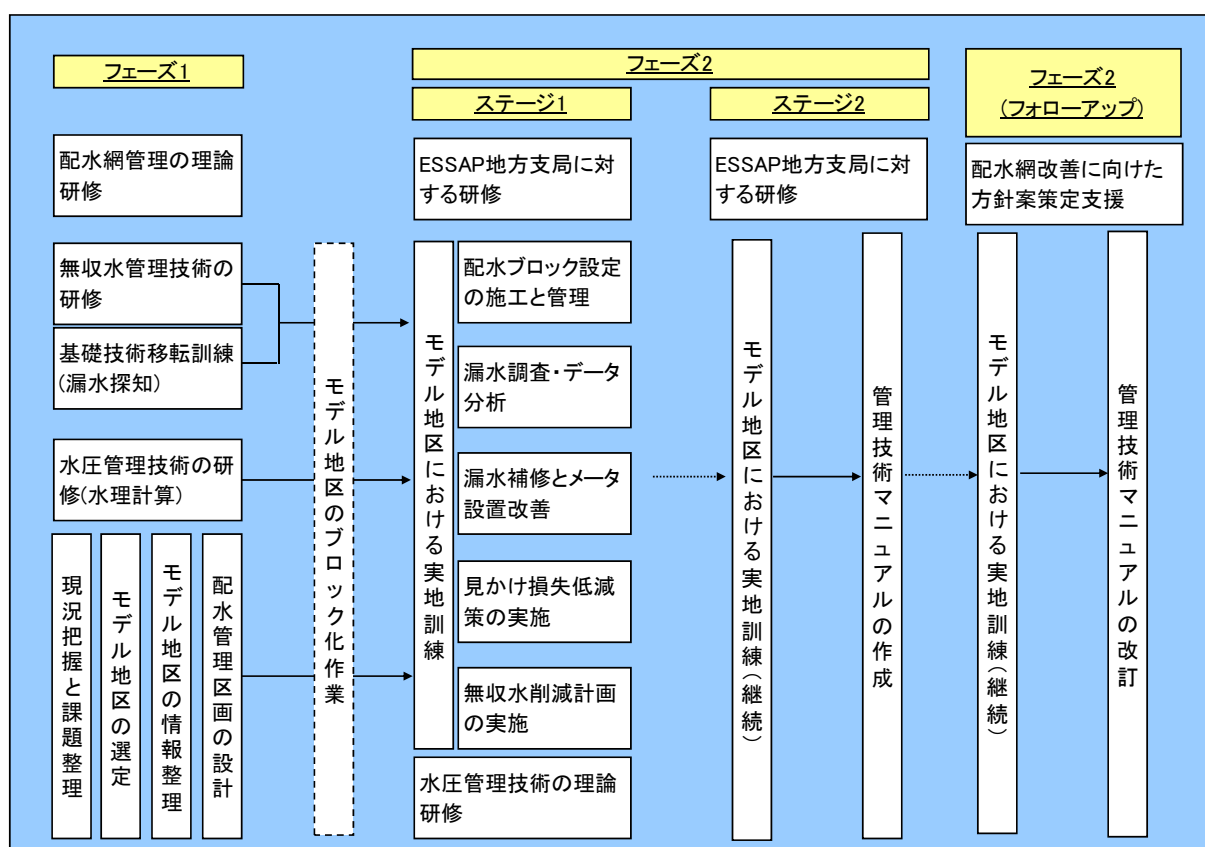 フェーズ1
配水網管理の理論
研修
無収水管理技術の
研修
基礎技術移転訓練
(漏水探知)
水圧管理技術の研
修(水理計算)
現況把握と課題整理
モデル地区の選定
モデル地区の情報整理
配水管理区画の設計
モデル地区のブロック化作業
フェーズ2
ステージ1
ESSAP地方支局に対
する研修
モデル地区における実地訓練
配水ブロック設定
の施工と管理
漏水調査・データ
分析
漏水補修とメータ
設置改善
見かけ損失低減
策の実施
無収水削減計画
の実施
水圧管理技術の理論
研修
ステージ2
ESSAP地方支局に対
する研修
モデル地区における実地訓練(継続)
管理技術マニュアルの作成
フェーズ2
(フォローアップ)
配水網改善に向けた
方針案策定支援
モデル地区における実地訓練(継続)
管理技術マニュアルの改訂